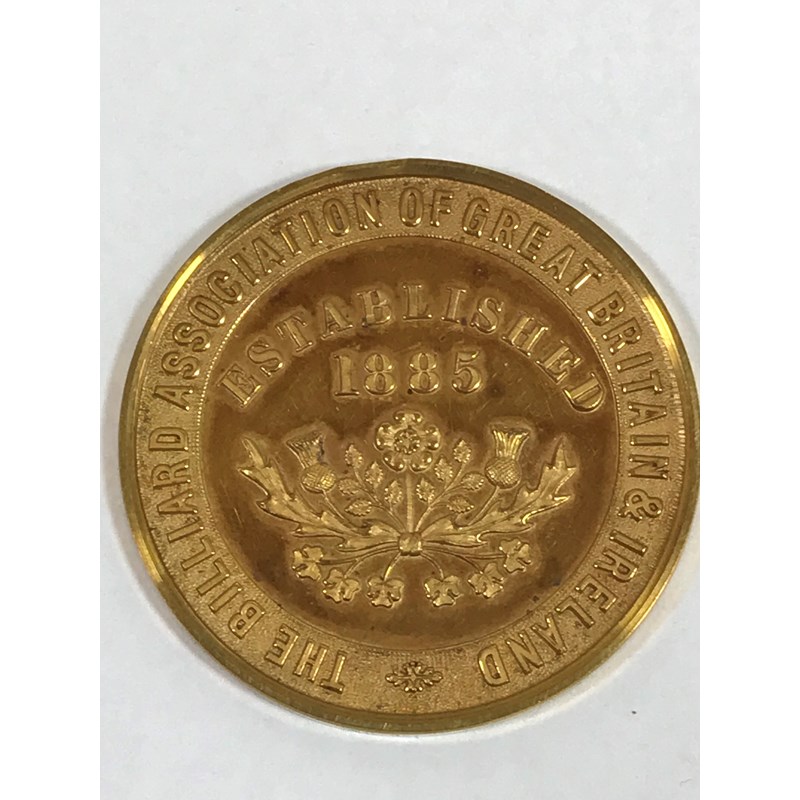 THE BILLIARD ASSOCIATION OF GREAT BRITAIN & IRELAND
ESTABLISHED
1885